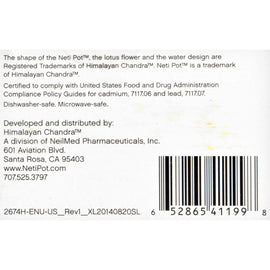 The shape of the Neti Pot™, the lotus flower and the water design are
Registered Trademarks of Himalayan Chandra™. Neti Pot™ is a trademark
of Himalayan Chandra™.
Certified to comply with United States Food and Drug Administration
Compliance Policy Guides for cadmium, 7117.06 and lead, 7117.07.
Dishwasher-safe. Microwave-safe.
Developed and distributed by:
Himalayan Chandra™
A division of NeilMed Pharmaceuticals, Inc.
601 Aviation Blvd.
Santa Rosa, CA 95403
www.NetiPot.com
707.525.3797
2674H-ENU-US_Rev1_XL20140820SL
6 52865 41199 8